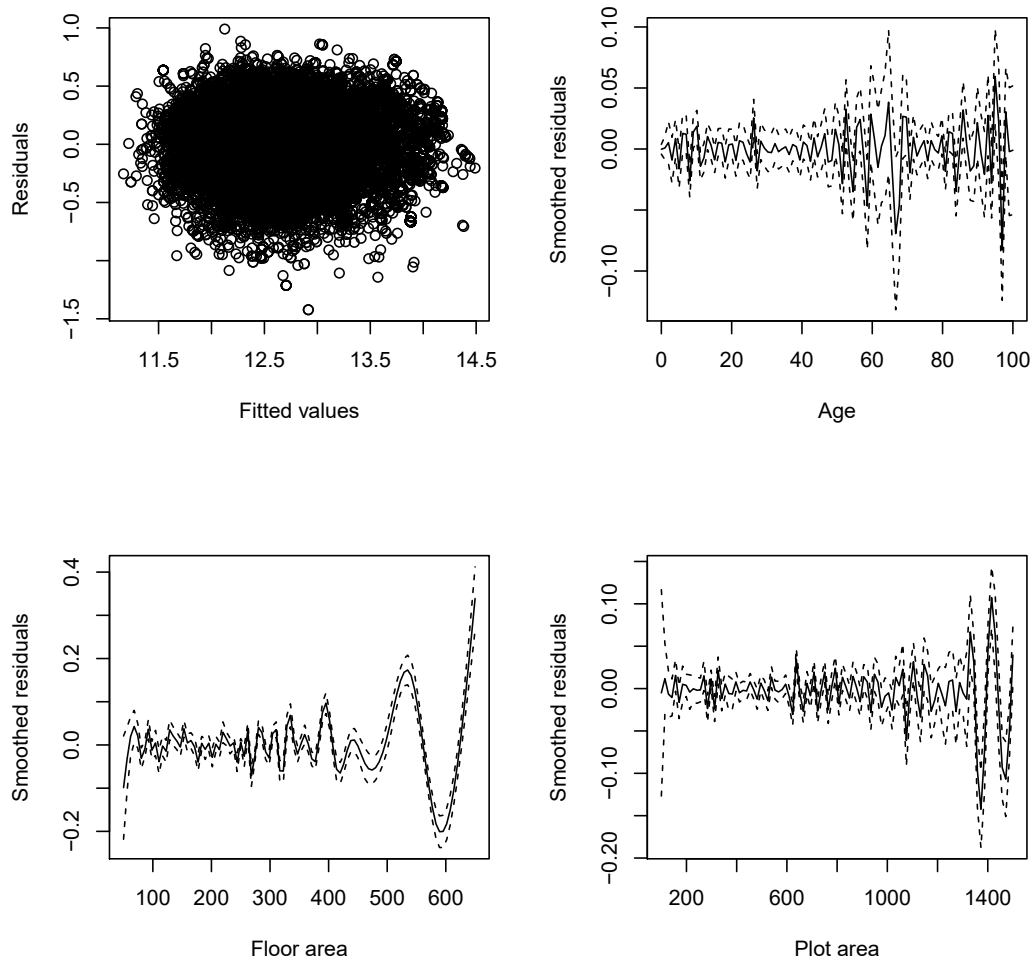 1.0
0.5
0.0
−0.5
−1.5
Residuals
11.5 12.5 13.5 14.5
Fitted values
0.10
0.05
0.00
−0.10
Smoothed residuals
0 20 40 60 80 100
Age
0.4
0.2
0.0
−0.2
Smoothed residuals
100 200 300 400 500 600
Floor area
0.10
0.00
−0.10
−0.20
Smoothed residuals
200 600 1000 1400
Plot area